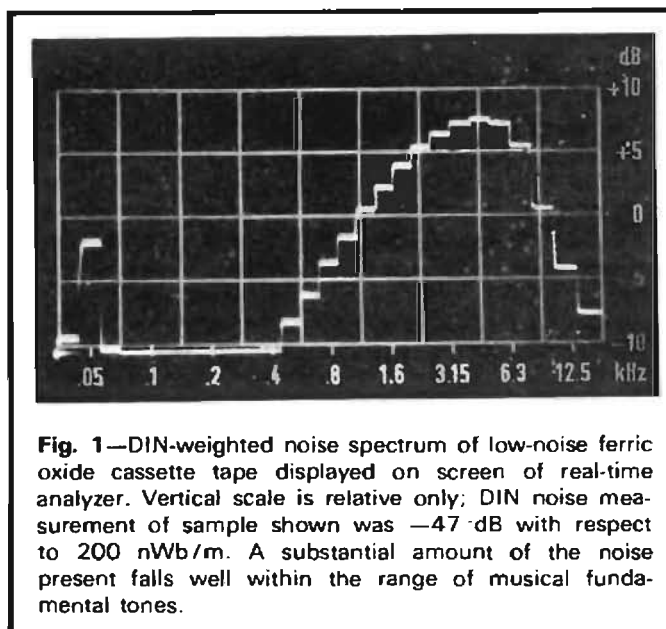 dB
+10
+5
0
5
-10
.05 .1 .2 .4 .8 1.6 3.15 6.3 12.5 kHz
Fig. 1—DIN-weighted noise spectrum of low-noise ferric
oxide cassette tape displayed on screen of real-time
analyzer. Vertical scale is relative only; DIN noise mea-
surement of sample shown was —47 dB with respect
to 200 nWb/m. A substantial amount of the noise
present falls well within the range of musical funda-
mental tones.